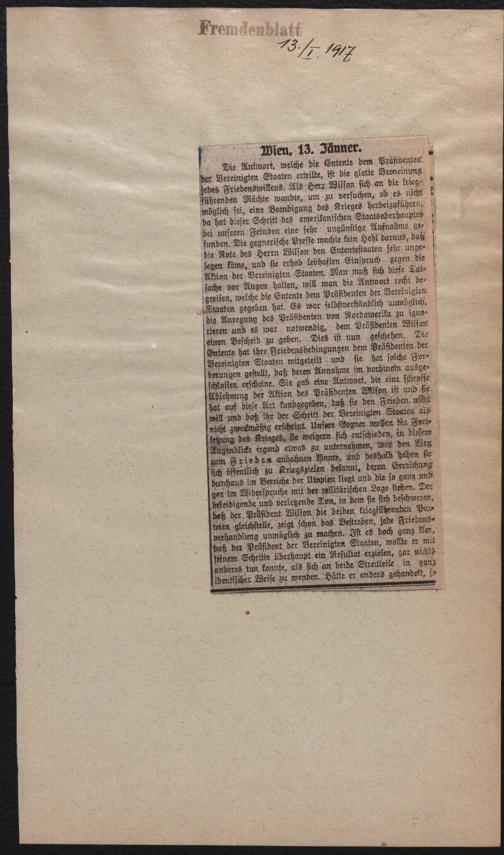 Fremdenblatt
13./I. 1917
Wien, 13. Jänner.
Die Antwort, welche die Entente dem Präsidenten
der Vereinigten Staaten erteilte, ist die glatte Verneinung
jedes Friedenswillens. Als Herr Wilson sich an die krieg-
führenden Mächte wandte, um zu versuchen, ob es nicht
möglich sei, eine Beendigung des Krieges herbeizuführen,
da hat dieser Schritt des amerikanischen Staatsoberhauptes
bei unseren Feinden eine sehr ungünstige Aufnahme ge-
funden. Die gegnerische Presse machte kein Hehl daraus, daß
die Note des Herrn Wilson den Ententestaaten sehr unge-
legen käme, und sie erhob lebhaften Einspruch gegen die
Aktion der Vereinigten Staaten. Man muß sich diese Tat-
sache vor Augen halten, will man die Antwort recht be-
greifen, welche die Entente dem Präsidenten der Vereinigten
Staaten gegeben hat. Es war selbstverständlich unmöglich,
die Anregung des Präsidenten von Nordamerika zu igno-
rieren und es war notwendig, dem Präsidenten Wilson
einen Bescheid zu geben. Dies ist nun geschehen. Die
Entente hat ihre Friedensbedingungen dem Präsidenten der
Vereinigten Staaten mitgeteilt und sie hat solche For-
derungen gestellt, daß deren Annahme im vorhinein ausge-
schlossen erscheine. Sie gab eine Antwort, die eine schroffe
Ablehnung der Aktion des Präsidenten Wilson ist und sie
hat auf diese Art kundgegeben, daß sie den Frieden nicht
will und daß ihr der Schritt der Vereinigten Staaten als
nicht zweckmäßig erscheint. Unsere Gegner wollen die Fort-
setzung des Krieges, sie weigern sich entschieden, in diesem
Augenblicke irgend etwas zu unternehmen, was den Weg
zum Frieden anbahnen könnte, und deshalb haben sie
sich öffentlich zu Kriegszielen bekannt, deren Erreichung
durchaus im Bereiche der Utopien liegt und die so ganz und
gar im Widerspruche mit der militärischen Lage stehen. Der
beleidigende und verletzende Ton, in dem sie sich beschweren,
daß der Präsident Wilson die beiden kriegführenden Par-
teien gleichstelle, zeigt schon das Bestreben, jede Friedens-
verhandlung unmöglich zu machen. Ist es doch ganz klar,
daß der Präsident der Vereinigten Staaten, wollte er mit
seinem Schritte überhaupt ein Resultat erzielen, gar nichts
anderes tun konnte, als sich an beide Streitteile in ganz
identischer Weise zu wenden. Hätte er anders gehandelt, so